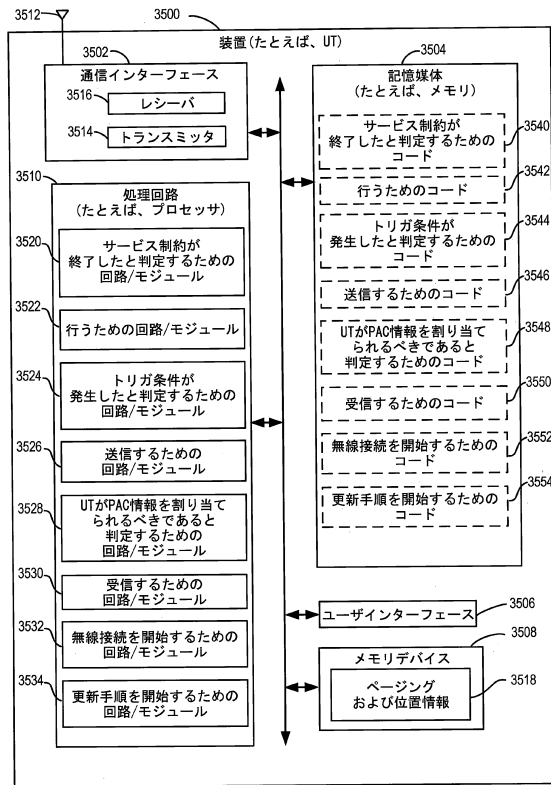 3512
3500
装置(たとえば、UT)
3502
通信インターフェース
3516
レシーバ
3514
トランスミッタ
3510
処理回路
(たとえば、プロセッサ)
3520
サービス制約が
終了したと判定するための
回路/モジュール
3522
行うための回路/モジュール
3524
トリガ条件が
発生したと判定するための
回路/モジュール
3526
送信するための
回路/モジュール
3528
UTがPAC情報を割り当て
られるべきであると
判定するための
回路/モジュール
3530
受信するための
回路/モジュール
3532
無線接続を開始するための
回路/モジュール
3534
更新手順を開始するための
回路/モジュール
3504
記憶媒体
(たとえば、メモリ)
3540
サービス制約が
終了したと判定するための
コード
3542
行うためのコード
3544
トリガ条件が
発生したと判定するための
コード
3546
送信するためのコード
3548
UTがPAC情報を割り当て
られるべきであると
判定するためのコード
3550
受信するためのコード
3552
無線接続を開始するための
コード
3554
更新手順を開始するための
コード
ユーザインターフェース
3506
3508
メモリデバイス
3518
ページング
および位置情報